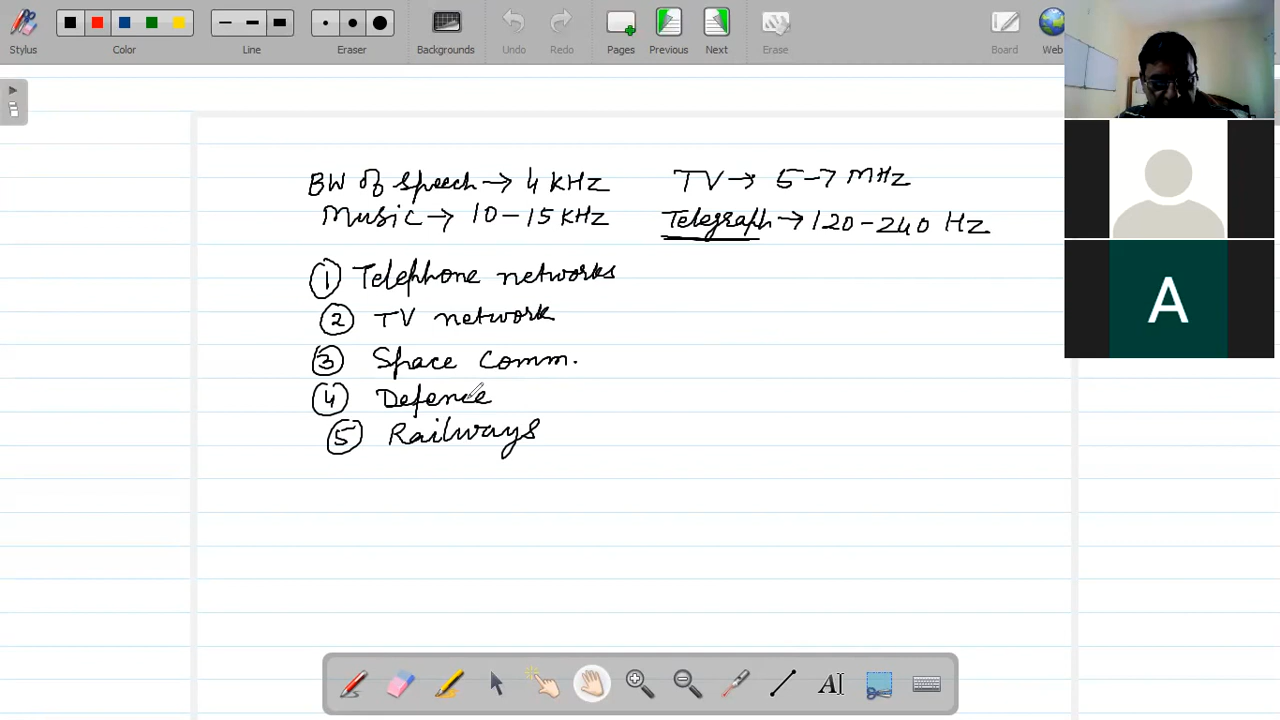 Stylus Color Line Eraser Backgrounds Undo Redo Pages Previous Next Erase Board Web
BW of Speech → 4 KHz TV → 5-7 MHz
Music → 10-15 KHz Telegraph → 120-240 Hz
1 Telephone networks
2 TV network
3 Space Comm.
4 Defence
5 Railways
A
AI